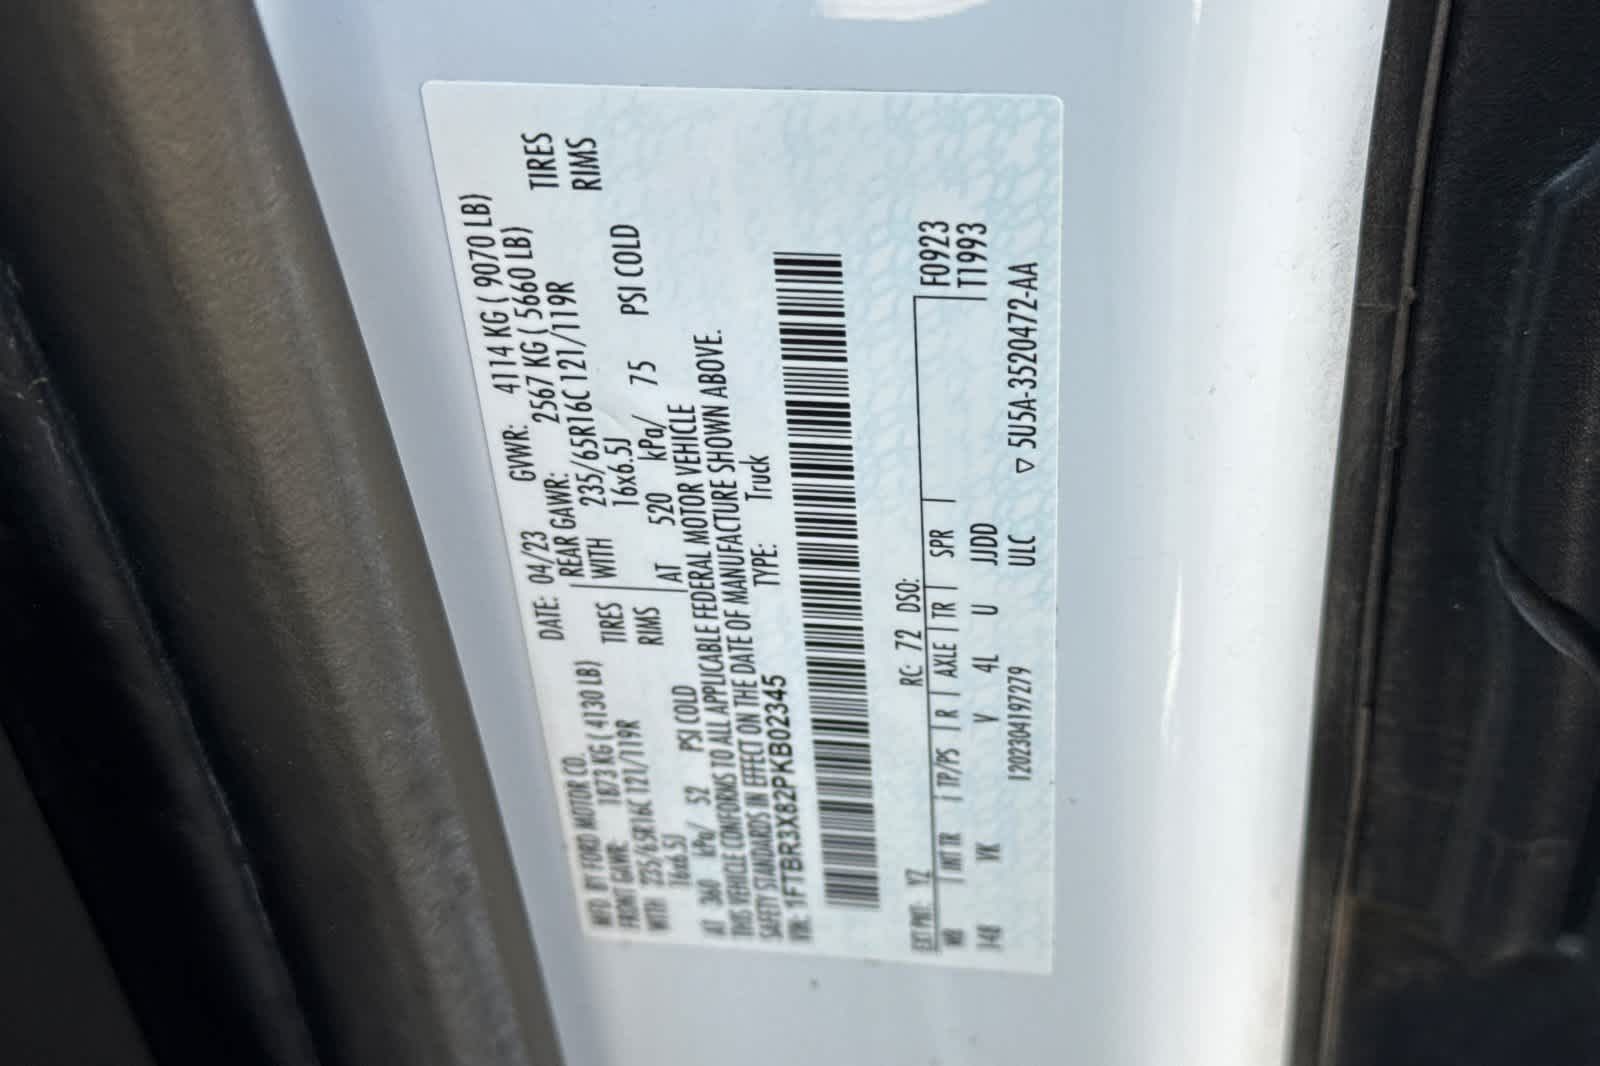 MFD. BY FORD MOTOR CO. DATE: 04/23 GVWR: 4114 KG ( 9070 LB)
FRONT GAWR: 1873 KG ( 4130 LB) REAR GAWR: 2567 KG ( 5660 LB)
WITH 235/65R16C 121/119R TIRES WITH 235/65R16C 121/119R TIRES
16x6.5J RIMS 16x6.5J RIMS
AT 360 kPa/ 52 PSI COLD AT 520 kPa/ 75 PSI COLD
THIS VEHICLE CONFORMS TO ALL APPLICABLE FEDERAL MOTOR VEHICLE
SAFETY STANDARDS IN EFFECT ON THE DATE OF MANUFACTURE SHOWN ABOVE.
VIN: 1FTBR3X82PKB02345 TYPE: Truck
EXT PNT: YZ RC: 72 DSO: F0923
WB INT TR TP/PS R AXLE TR SPR T1993
148 VK V 4L U JJDD
1202304197279 ULC ▽ 5U5A-3520472-AA